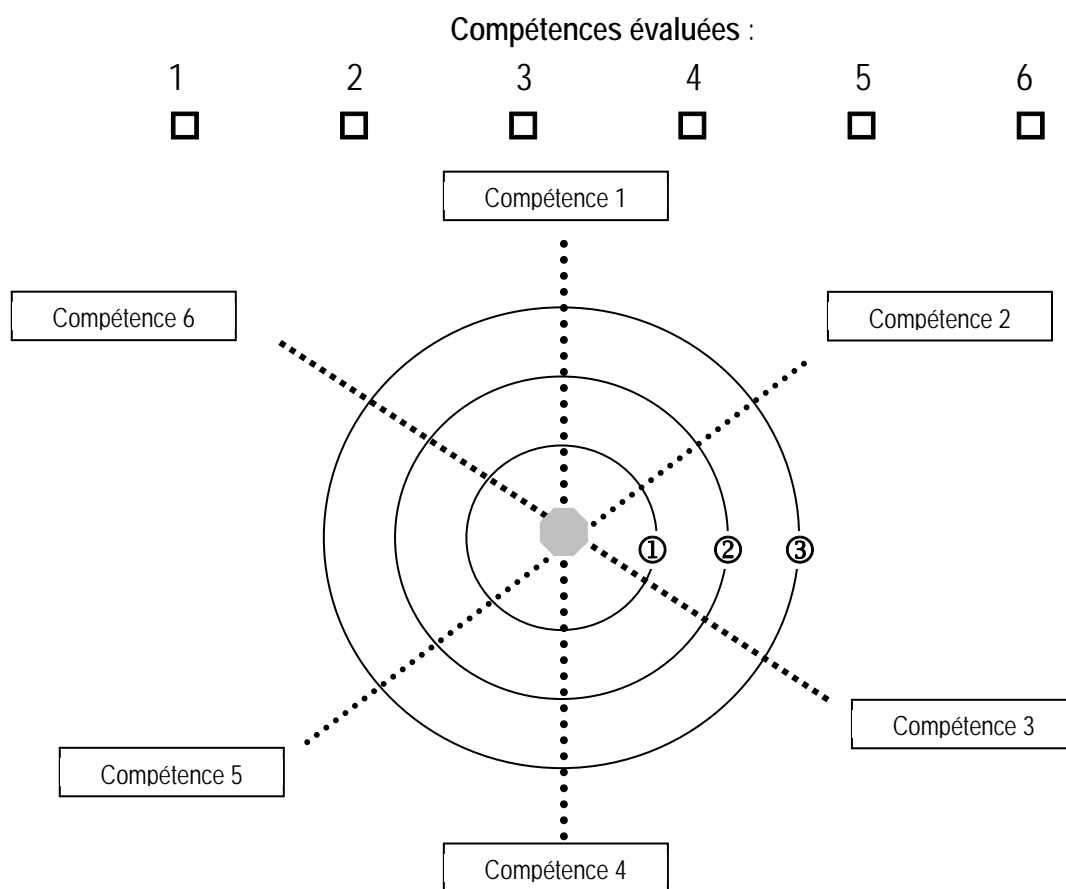 Compétences évaluées :
1 2 3 4 5 6
Compétence 1
Compétence 6 Compétence 2
① ② ③
Compétence 3
Compétence 5
Compétence 4